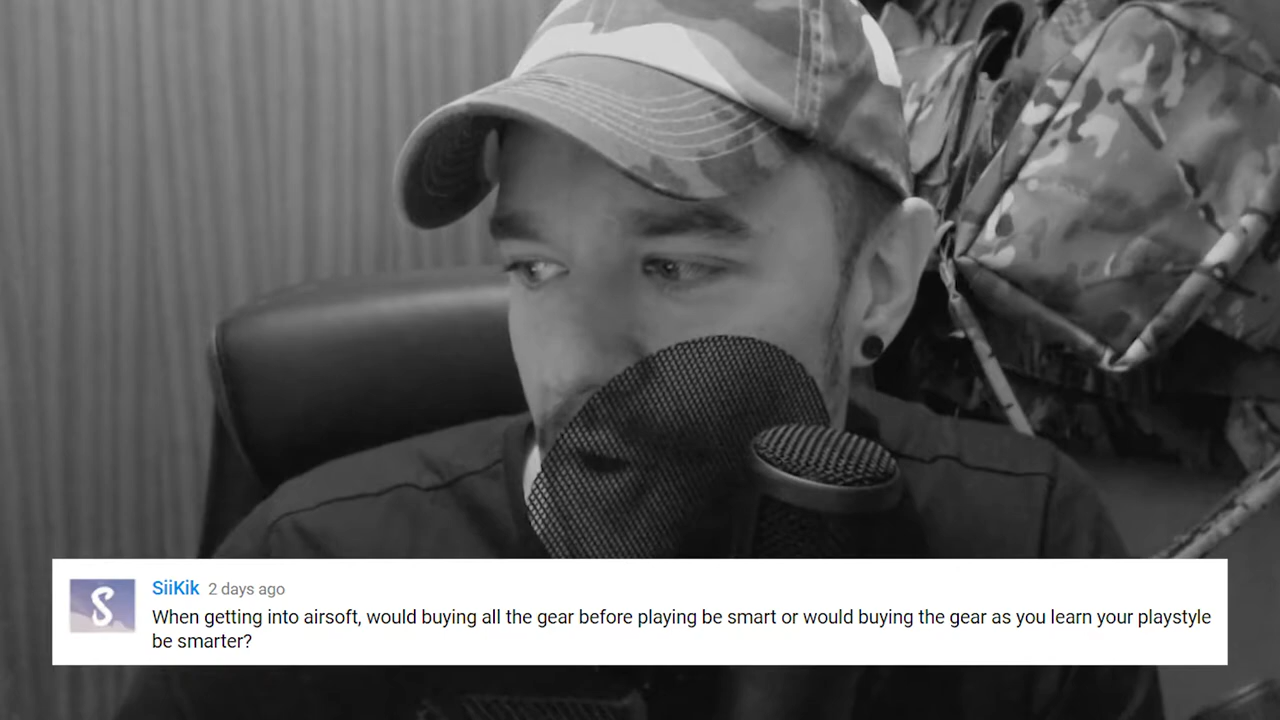 S
SiiKik 2 days ago
When getting into airsoft, would buying all the gear before playing be smart or would buying the gear as you learn your playstyle
be smarter?